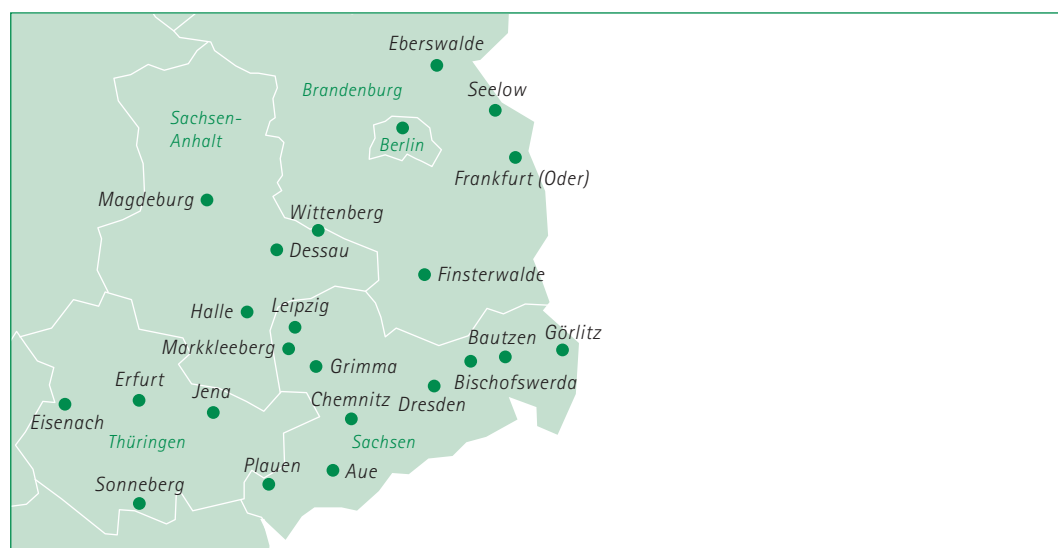 Eberswalde
Brandenburg
Seelow
Sachsen-
Anhalt
Berlin
Frankfurt (Oder)
Magdeburg
Wittenberg
Dessau
Finsterwalde
Halle
Leipzig
Markkleeberg
Bautzen
Görlitz
Grimma
Bischofswerda
Erfurt
Jena
Chemnitz
Dresden
Eisenach
Thüringen
Sachsen
Plauen
Aue
Sonneberg